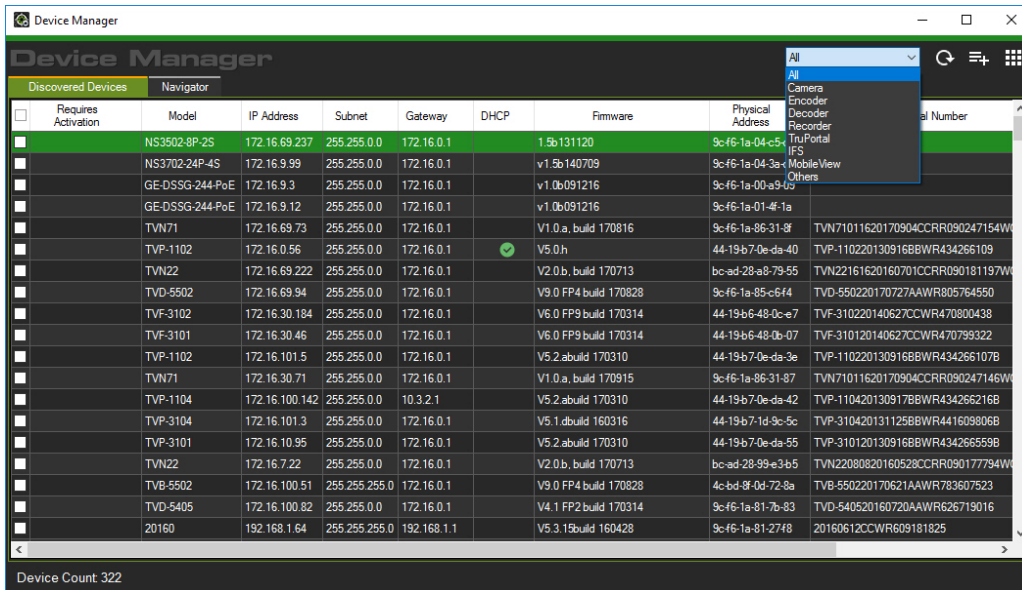 Device Manager
Device Manager
All
All
Camera
Encoder
Decoder
Recorder
TruPortal
IFS
MobileView
Others
Discovered Devices Navigator
Requires Activation Model IP Address Subnet Gateway DHCP Firmware Physical Address al Number
NS3502-8P-2S 172.16.69.237 255.255.0.0 172.16.0.1 1.5b131120 9c-f6-1a-04-c5-
NS3702-24P-4S 172.16.9.99 255.255.0.0 172.16.0.1 v1.5b140709 9c-f6-1a-04-3a-
GE-DSSG-244-PoE 172.16.9.3 255.255.0.0 172.16.0.1 v1.0b091216 9c-f6-1a-00-a9-09
GE-DSSG-244-PoE 172.16.9.12 255.255.0.0 172.16.0.1 v1.0b091216 9c-f6-1a-01-4f-1a
TVN71 172.16.69.73 255.255.0.0 172.16.0.1 V1.0.a, build 170816 9c-f6-1a-86-31-8f TVN71011620170904CCRR090247154W
TVP-1102 172.16.0.56 255.255.0.0 172.16.0.1 V5.0.h 44-19-b7-0e-da-40 TVP-110220130916BBWR434266109
TVN22 172.16.69.222 255.255.0.0 172.16.0.1 V2.0.b, build 170713 bc-ad-28-a8-79-55 TVN22161620160701CCRR090181197W
TVD-5502 172.16.69.94 255.255.0.0 172.16.0.1 V9.0 FP4 build 170828 9c-f6-1a-85-c6-f4 TVD-550220170727AAWR805764550
TVF-3102 172.16.30.184 255.255.0.0 172.16.0.1 V6.0 FP9 build 170314 44-19-b6-48-0c-e7 TVF-310220140627CCWR470800438
TVF-3101 172.16.30.46 255.255.0.0 172.16.0.1 V6.0 FP9 build 170314 44-19-b6-48-0b-07 TVF-310120140627CCWR470799322
TVP-1102 172.16.101.5 255.255.0.0 172.16.0.1 V5.2.abuild 170310 44-19-b7-0e-da-3e TVP-110220130916BBWR434266107B
TVN71 172.16.30.71 255.255.0.0 172.16.0.1 V1.0.a, build 170915 9c-f6-1a-86-31-87 TVN71011620170904CCRR090247146W
TVP-1104 172.16.100.142 255.255.0.0 10.3.2.1 V5.2.abuild 170310 44-19-b7-0e-da-42 TVP-110420130917BBWR434266216B
TVP-3104 172.16.101.3 255.255.0.0 172.16.0.1 V5.1.dbuild 160316 44-19-b7-1d-9c-5c TVP-310420131125BBWR441609806B
TVP-3101 172.16.10.95 255.255.0.0 172.16.0.1 V5.2.abuild 170310 44-19-b7-0e-da-55 TVP-310120130916BBWR434266559B
TVN22 172.16.7.22 255.255.0.0 172.16.0.1 V2.0.b, build 170713 bc-ad-28-99-e3-b5 TVN22080820160528CCRR090177794W
TVB-5502 172.16.100.51 255.255.255.0 172.16.0.1 V9.0 FP4 build 170828 4c-bd-8f-0d-72-8a TVB-550220170621AAWR783607523
TVD-5405 172.16.100.82 255.255.0.0 172.16.0.1 V4.1 FP2 build 170314 9c-f6-1a-81-7b-83 TVD-540520160720AAWR626719016
20160 192.168.1.64 255.255.255.0 192.168.1.1 V5.3.15build 160428 9c-f6-1a-81-27-f8 20160612CCWR609181825
Device Count: 322